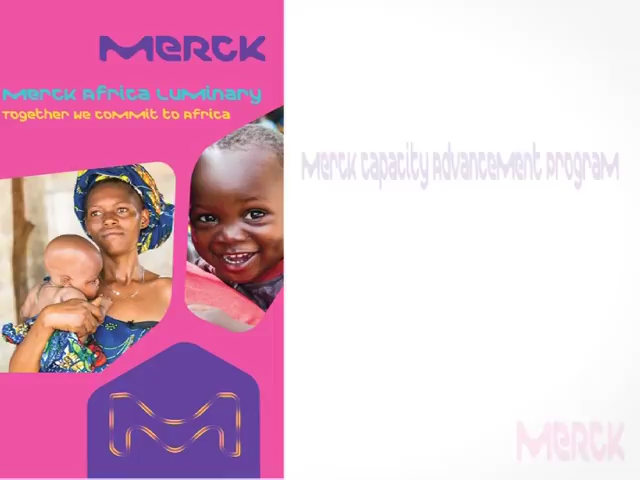 MERCK
Merck Africa Luminary
Together we commit to Africa
Merck Capacity Advancement Program
MERCK